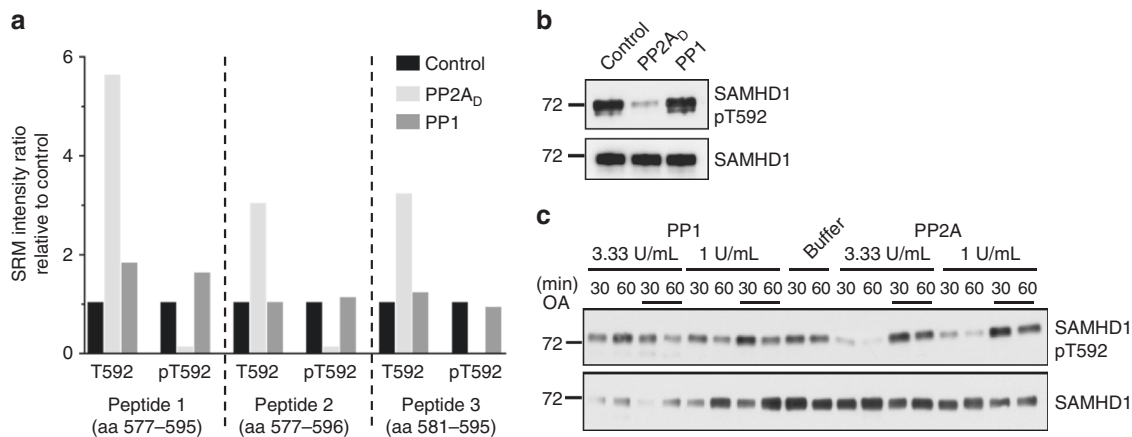 a
SRM intensity ratio
relative to control
6
4
2
0
Control
PP2AD
PP1
T592 pT592 T592 pT592 T592 pT592
Peptide 1 Peptide 2 Peptide 3
(aa 577–595) (aa 577–596) (aa 581–595)
b
Control PP2AD PP1
72
SAMHD1
pT592
72
SAMHD1
c
PP1 Buffer PP2A
3.33 U/mL 1 U/mL 3.33 U/mL 1 U/mL
(min) 30 60 30 60 30 60 30 60 30 60 30 60 30 60 30 60 30 60
OA
72
SAMHD1
pT592
72
SAMHD1